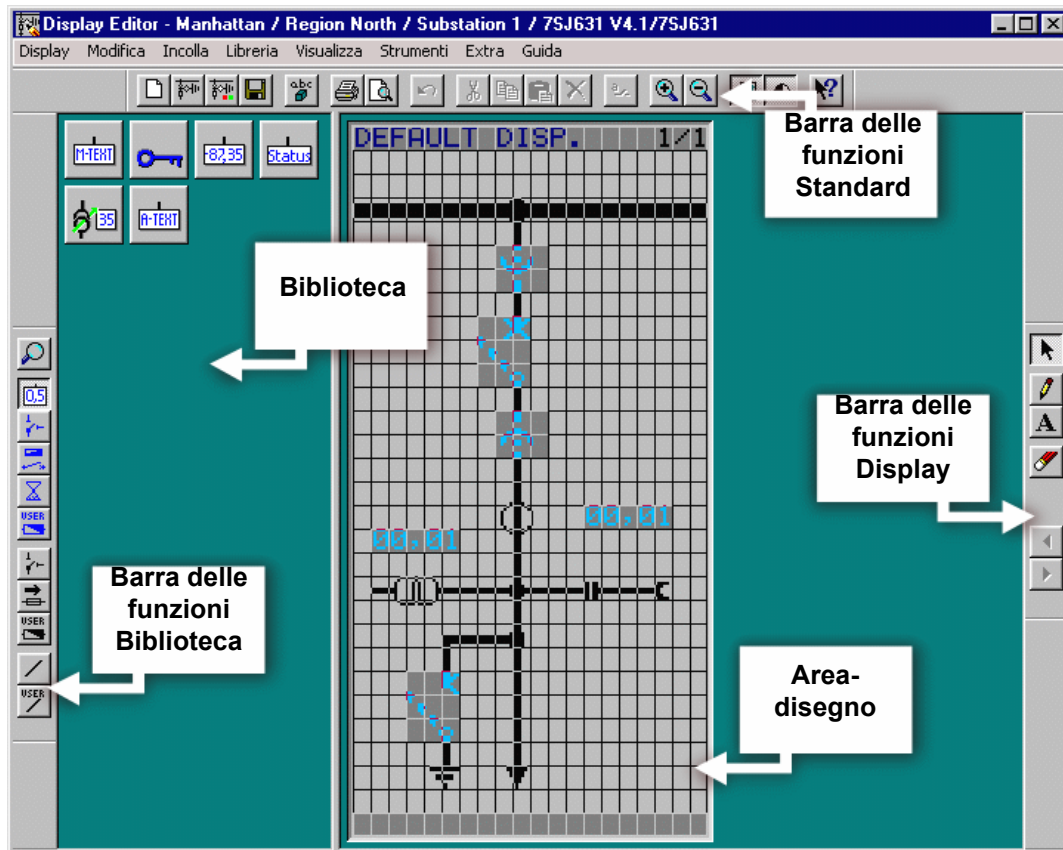 Display Editor - Manhattan / Region North / Substation 1 / 7SJ631 V4.1/7SJ631
Display Modifica Incolla Libreria Visualizza Strumenti Extra Guida
abc
Barra delle
funzioni
Standard
M-TEXT
-87,35
Status
35
A-TEXT
DEFAULT DISP. 1/1
Biblioteca
0,5
USER
USER
USER
Barra delle
funzioni
Display
A
00,01
00,01
Barra delle
funzioni
Biblioteca
Area-
disegno